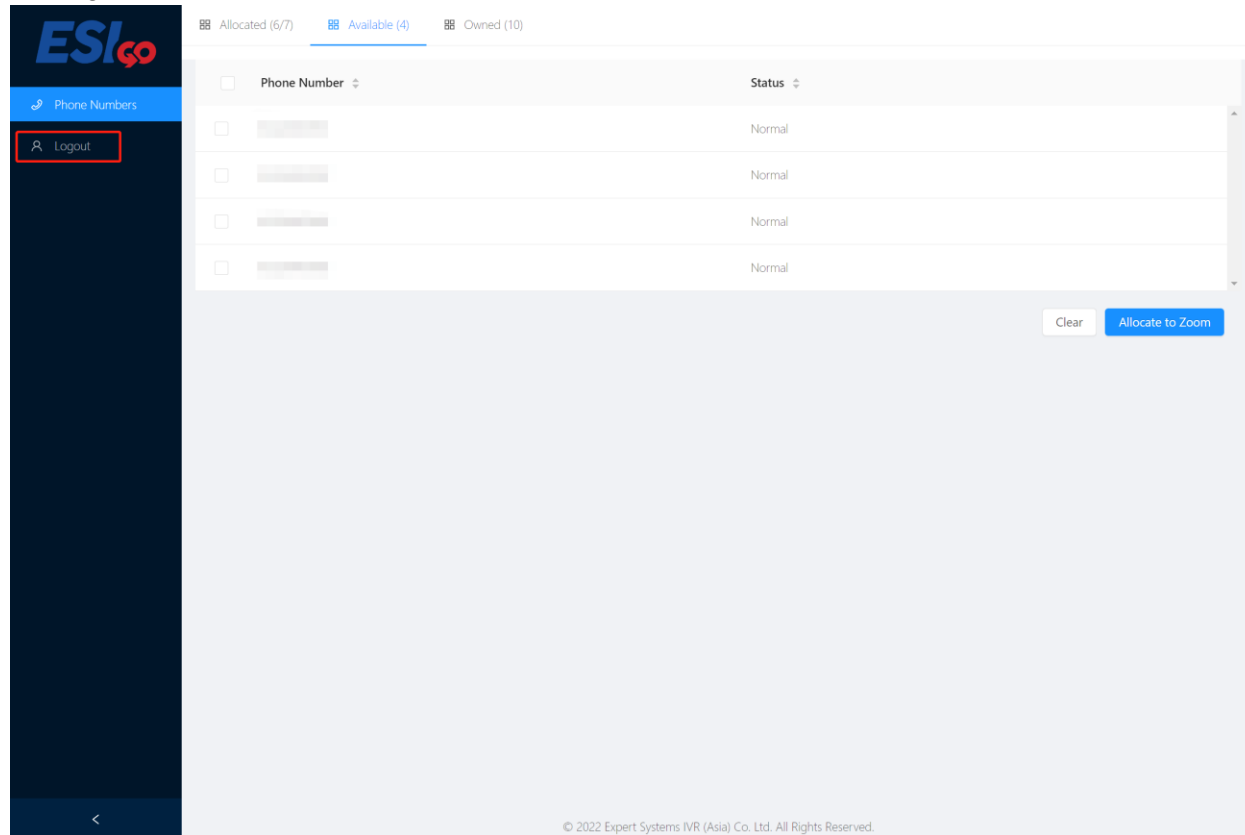 ESIgo
Allocated (6/7) Available (4) Owned (10)
Phone Number Status
Phone Numbers
Normal
Logout
Normal
Normal
Normal
Clear Allocate to Zoom
© 2022 Expert Systems IVR (Asia) Co. Ltd. All Rights Reserved.